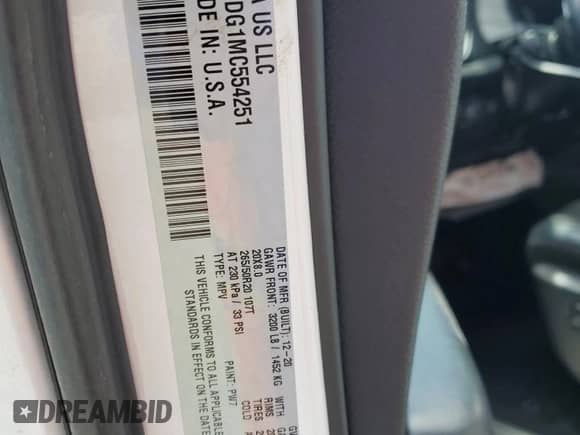 A US LLC
DG1MC554251
DE IN: U.S.A.
DATE OF MFR (BUILT): 12-20
GAWR FRONT: 3200 LB / 1452 KG WITH
20X8.0 RIMS
265/50R20 107T TIRES
AT 230 kPa / 33 PSI COLD
TYPE: MPV PAINT: PW7
THIS VEHICLE CONFORMS TO ALL
STANDARDS IN EFFECT ON THE DA
DREAMBID